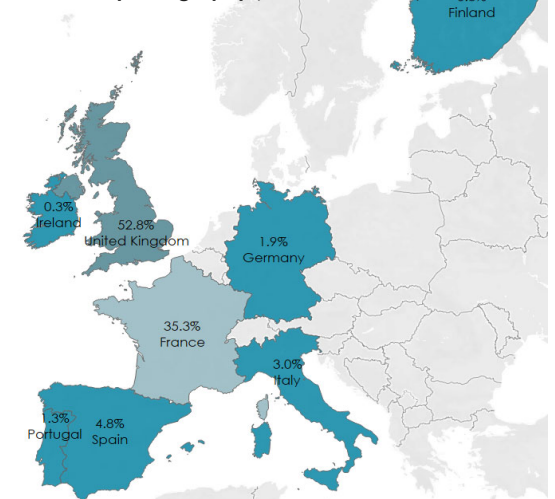 Finland
0.3%
Ireland
52.8%
United Kingdom
1.9%
Germany
35.3%
France
3.0%
Italy
1.3%
Portugal
4.8%
Spain